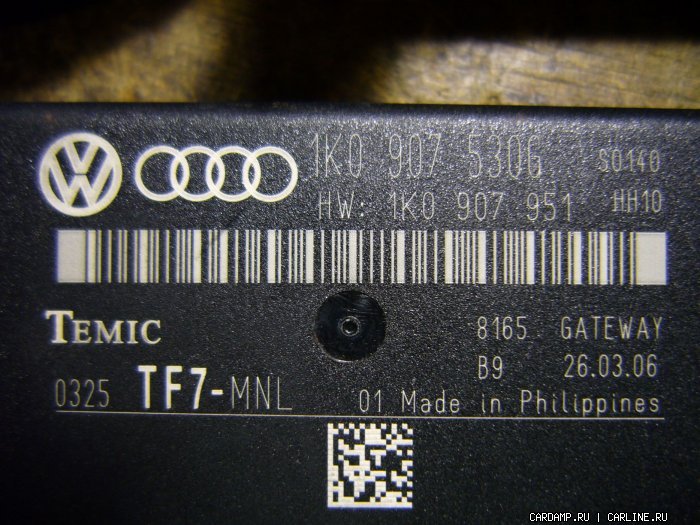 1K0 907 530G S0140
HW: 1K0 907 951 HH10
TEMIC
8165 GATEWAY
B9 26.03.06
0325 TF7-MNL 01 Made in Philippines
CARDAMP.RU | CARLINE.RU